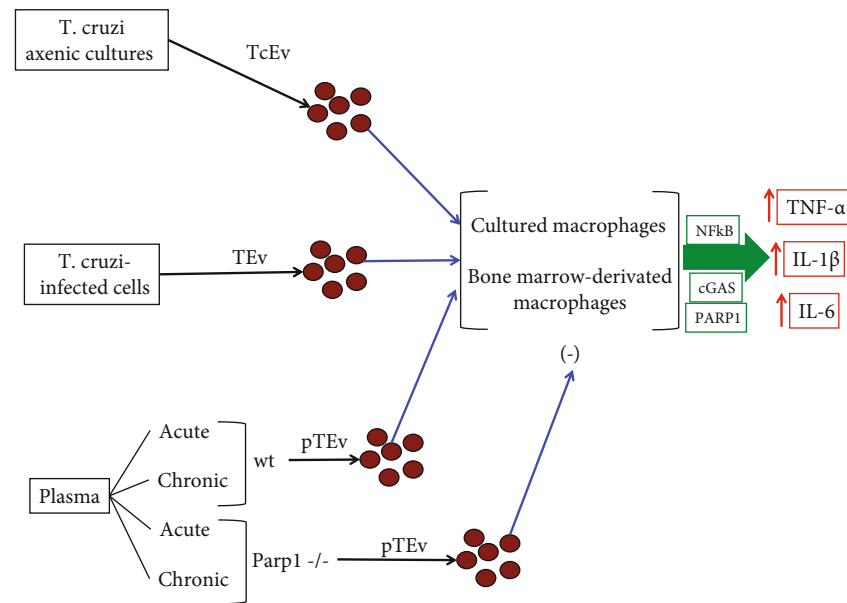 T. cruzi
axenic cultures
TcEv
T. cruzi-
infected cells
TEv
Plasma
Acute
Chronic
wt
pTEv
Acute
Chronic
Parp1 -/-
pTEv
Cultured macrophages
Bone marrow-derived
macrophages
(-)
NFkB
cGAS
PARP1
TNF-α
IL-1β
IL-6